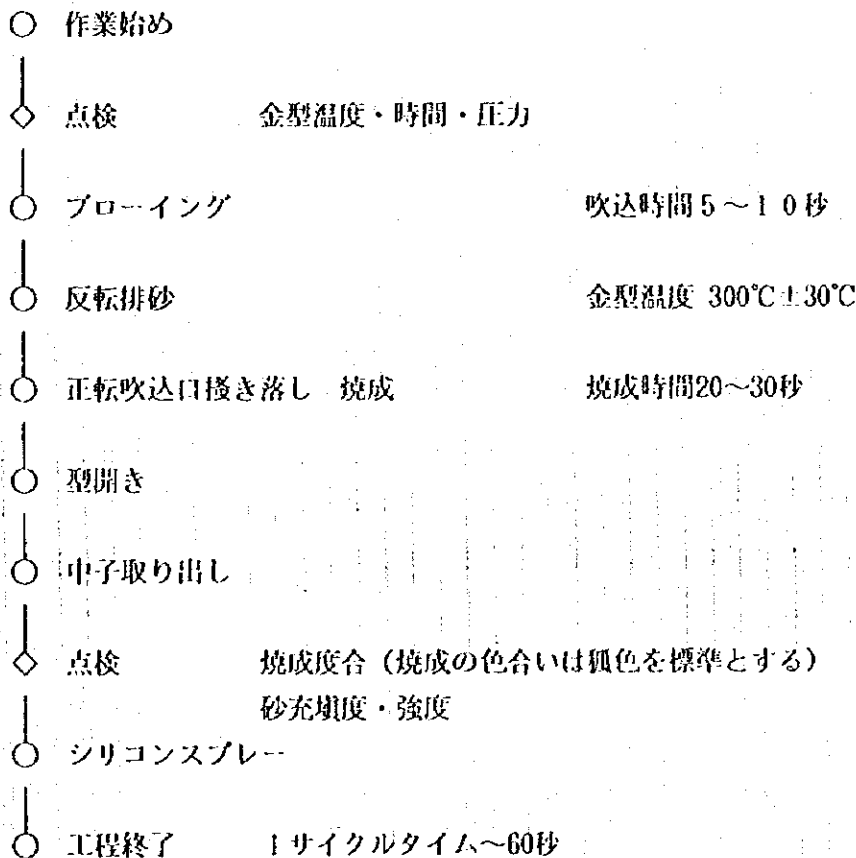 作業始め
点検 金型温度・時間・圧力
ブローイング 吹込時間5～10秒
反転排砂 金型温度 300℃±30℃
正転吹込口掻き落し 焼成 焼成時間20～30秒
型開き
中子取り出し
点検 焼成度合(焼成の色合いは狐色を標準とする)
砂充塡度・強度
シリコンスプレー
工程終了 1サイクルタイム～60秒